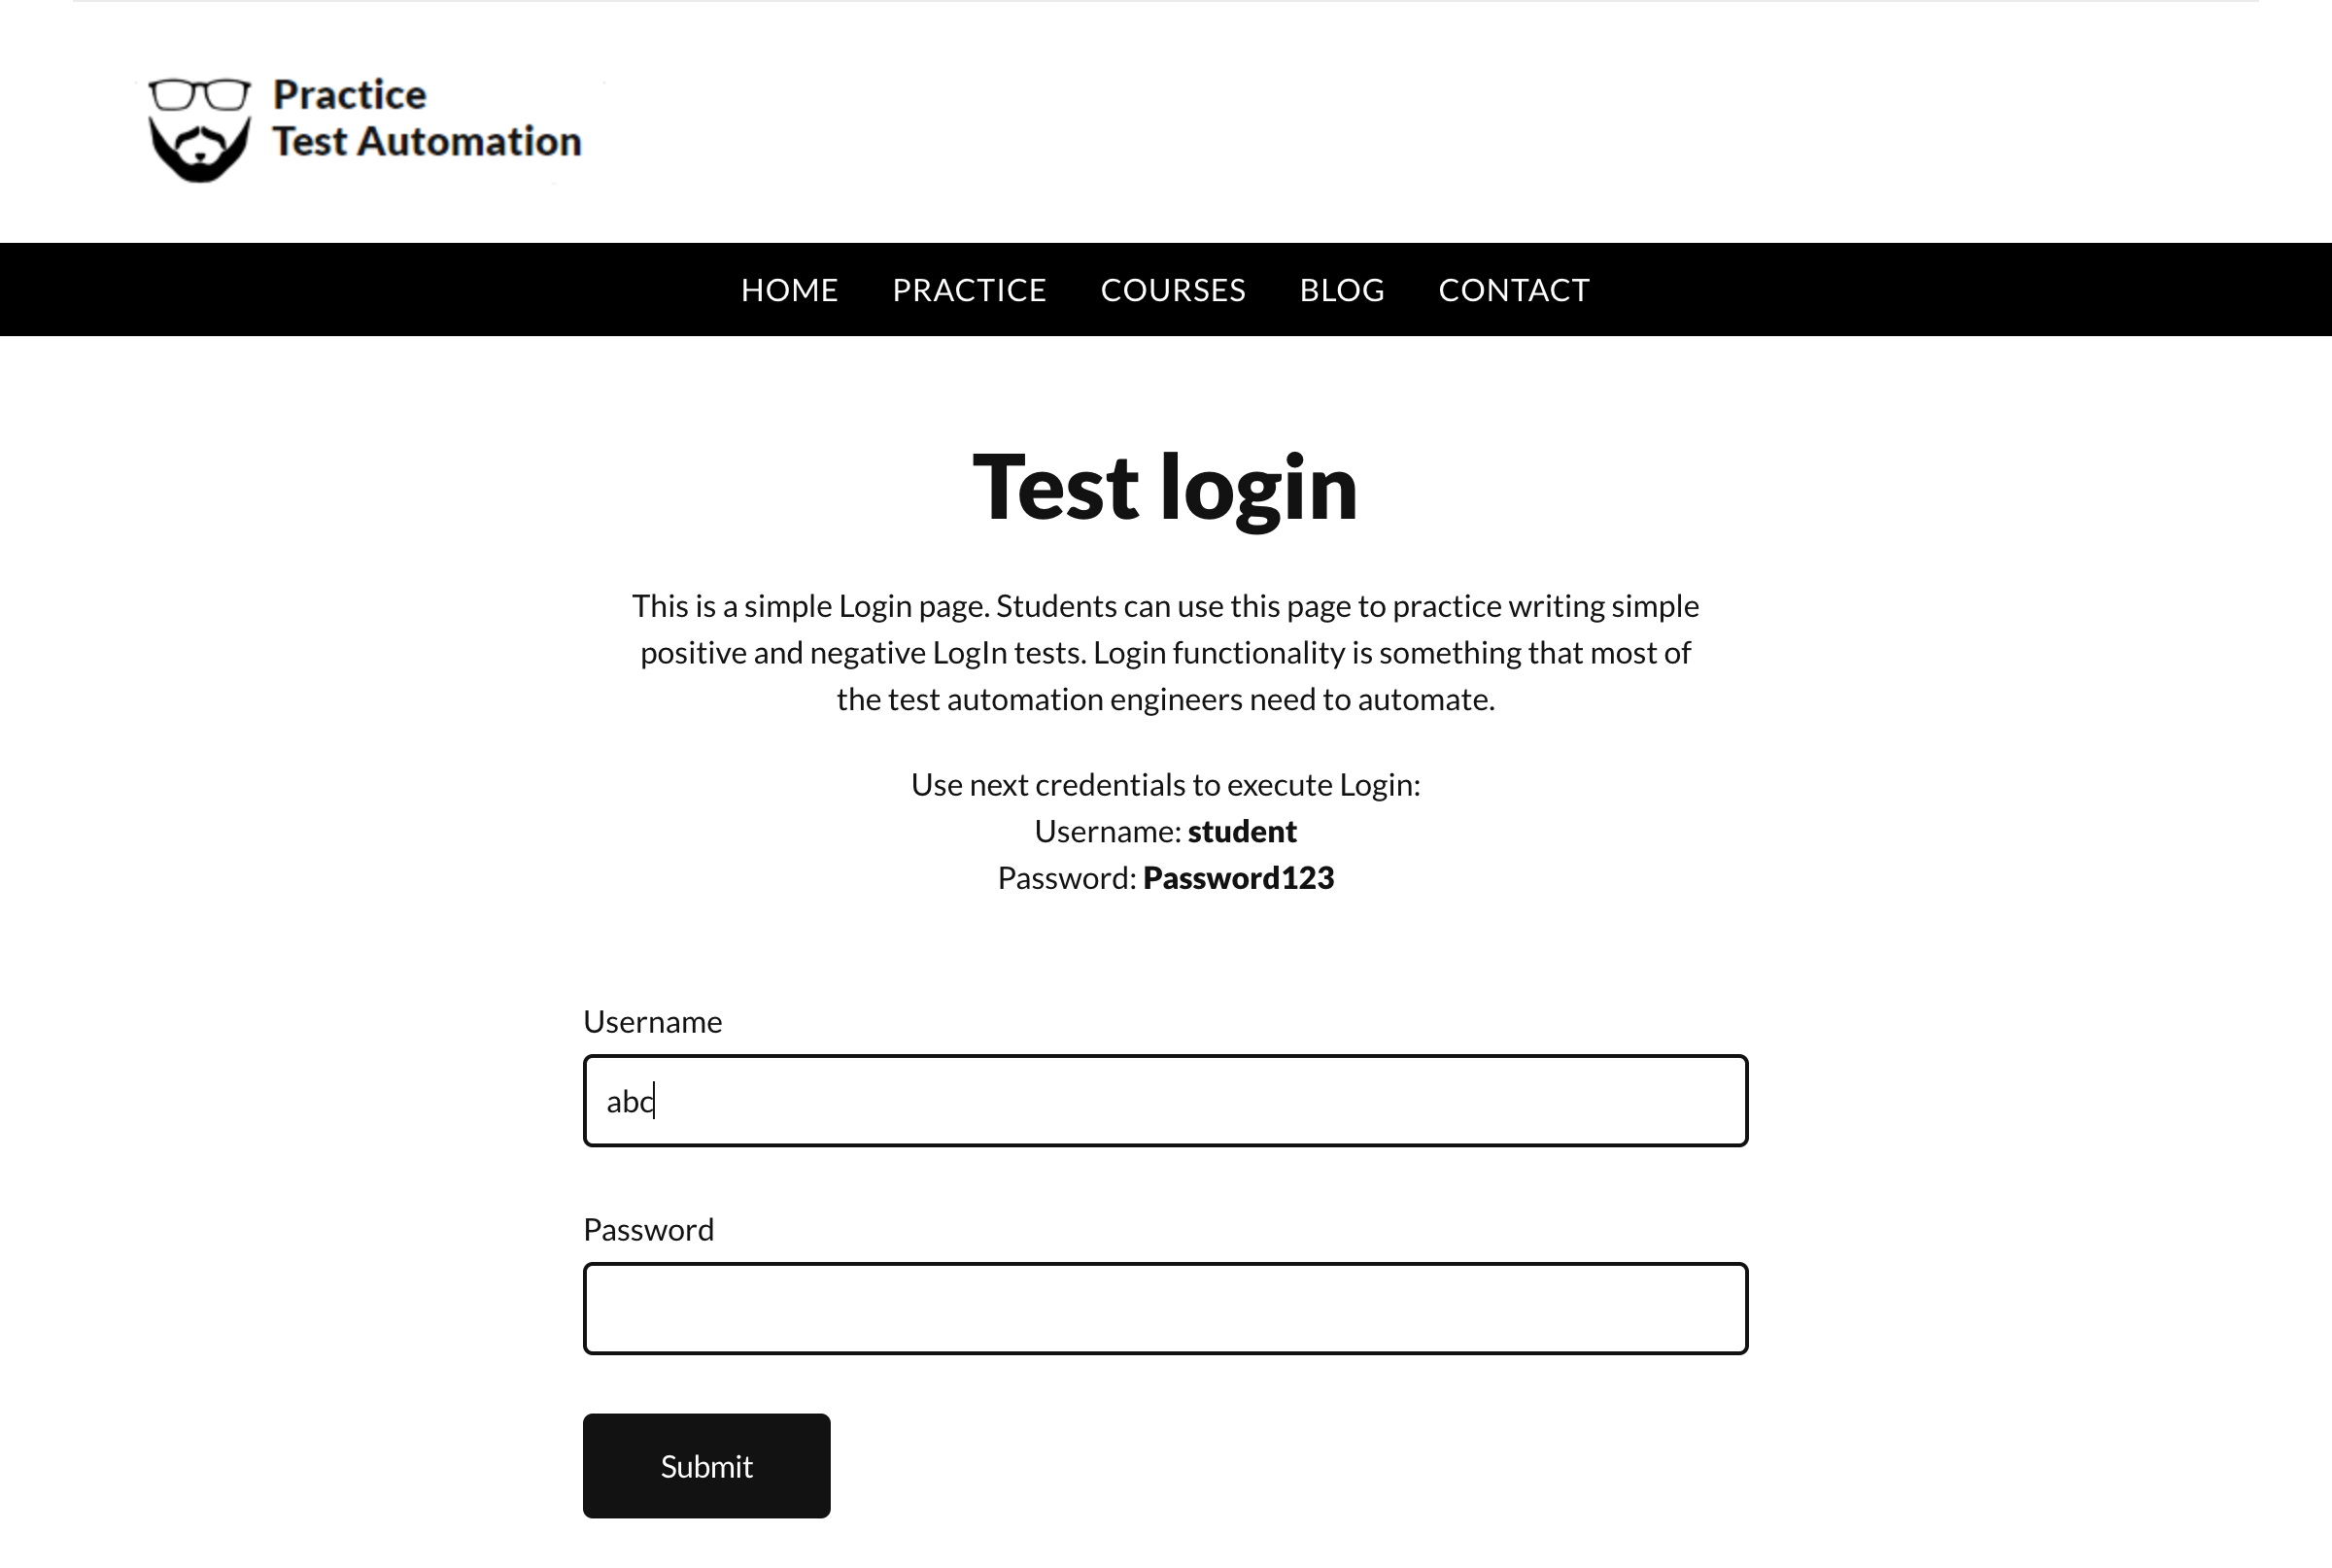 Practice
Test Automation
HOME PRACTICE COURSES BLOG CONTACT
Test login
This is a simple Login page. Students can use this page to practice writing simple
positive and negative LogIn tests. Login functionality is something that most of
the test automation engineers need to automate.
Use next credentials to execute Login:
Username: student
Password: Password123
Username
abc
Password
Submit